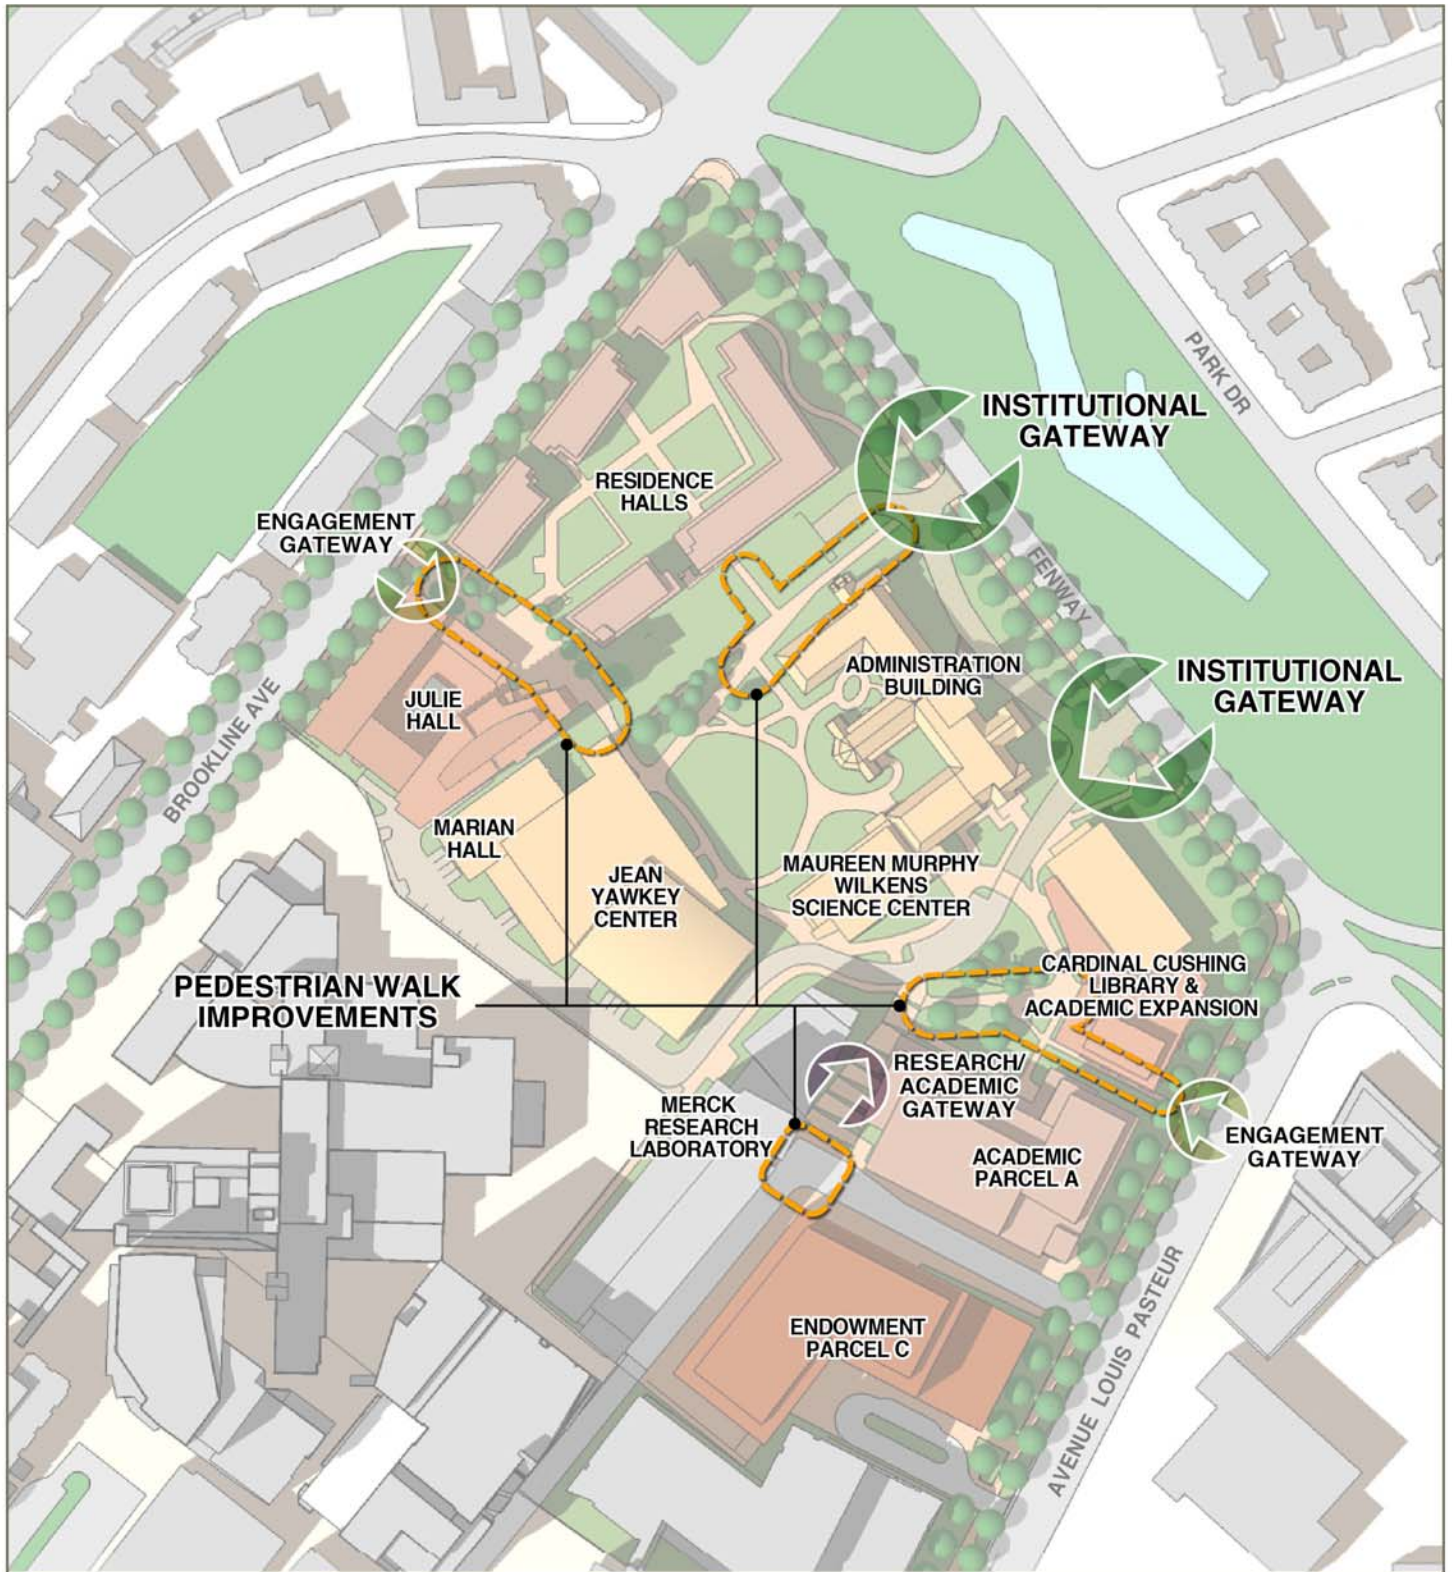 PARK DR
INSTITUTIONAL
GATEWAY
RESIDENCE
HALLS
ENGAGEMENT
GATEWAY
FENWAY
ADMINISTRATION
BUILDING
INSTITUTIONAL
GATEWAY
JULIE
HALL
BROOKLINE AVE
MARIAN
HALL
JEAN
YAWKEY
CENTER
MAUREEN MURPHY
WILKENS
SCIENCE CENTER
PEDESTRIAN WALK
IMPROVEMENTS
CARDINAL CUSHING
LIBRARY &
ACADEMIC EXPANSION
RESEARCH/
ACADEMIC
GATEWAY
MERCK
RESEARCH
LABORATORY
ACADEMIC
PARCEL A
ENGAGEMENT
GATEWAY
ENDOWMENT
PARCEL C
AVENUE LOUIS PASTEUR